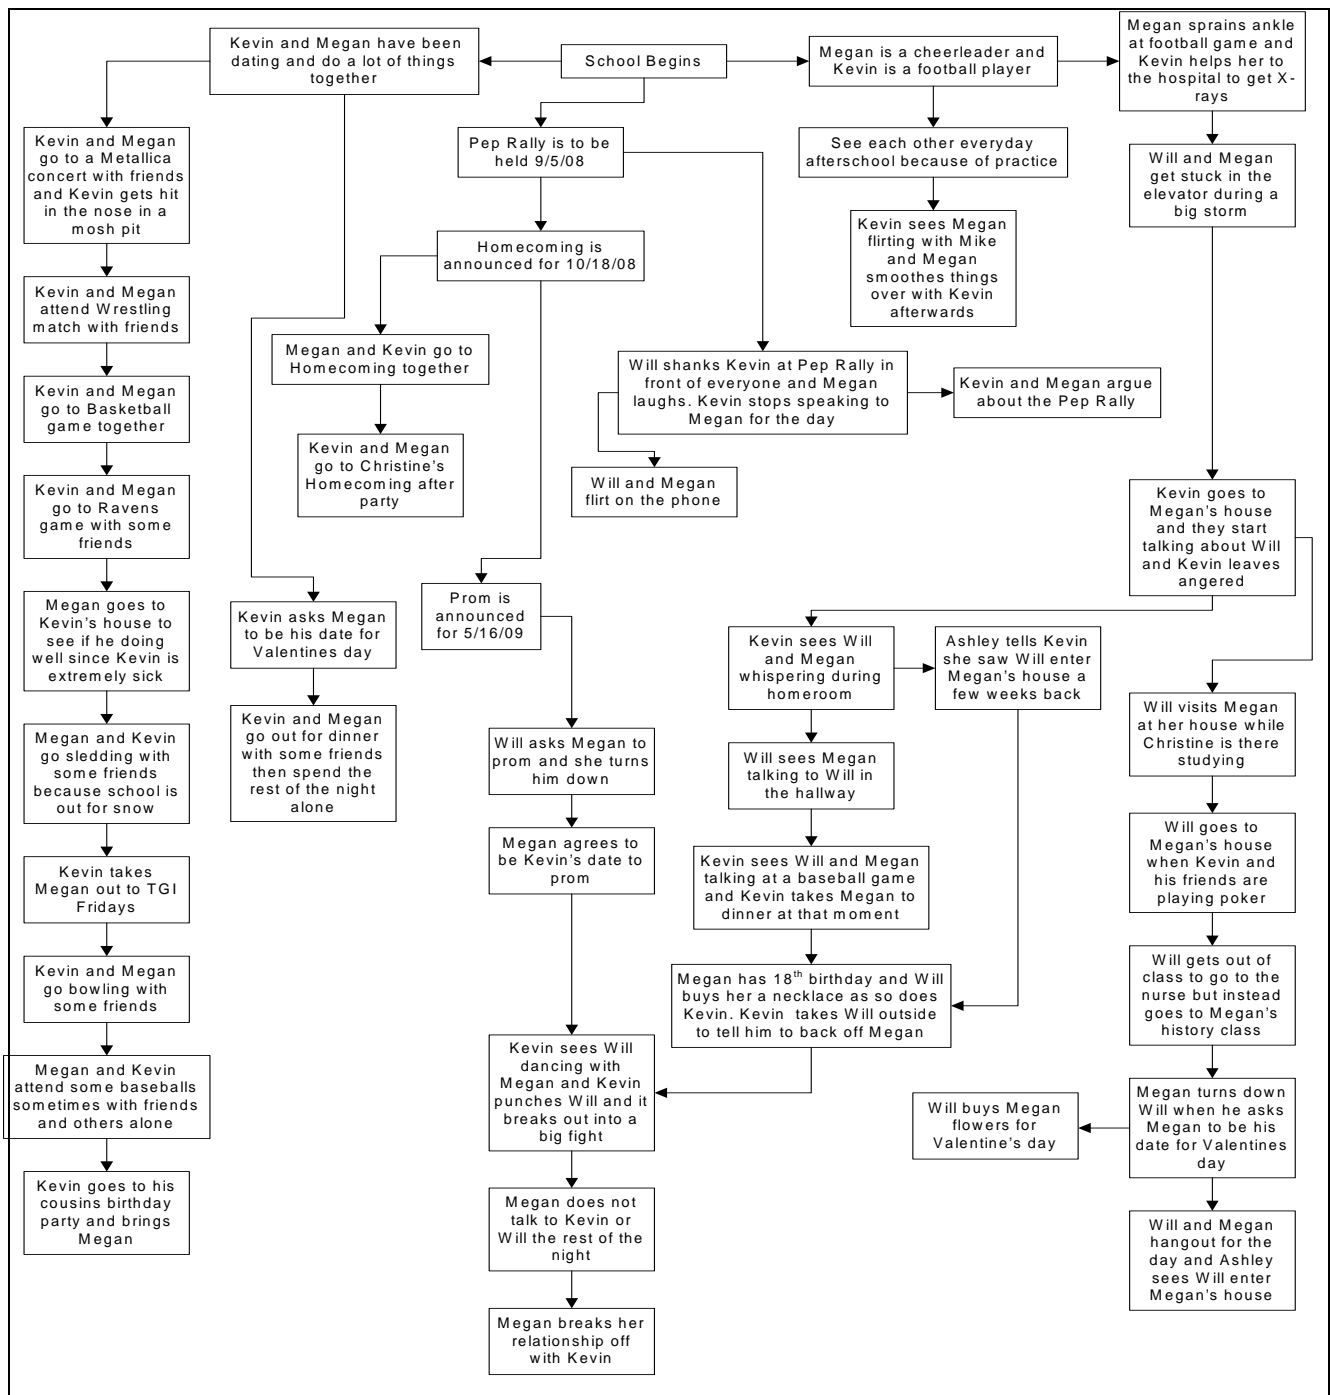 Kevin and Megan have been
dating and do a lot of things
together
School Begins
Megan is a cheerleader and
Kevin is a football player
Megan sprains ankle
at football game and
Kevin helps her to
the hospital to get X-
rays
Kevin and Megan
go to a Metallica
concert with friends
and Kevin gets hit
in the nose in a
mosh pit
Pep Rally is to be
held 9/5/08
See each other everyday
afterschool because of practice
Will and Megan
get stuck in the
elevator during a
big storm
Homecoming is
announced for 10/18/08
Kevin sees Megan
flirting with Mike
and Megan
smoothes things
over with Kevin
afterwards
Kevin and Megan
attend Wrestling
match with friends
Megan and Kevin go to
Homecoming together
Will shanks Kevin at Pep Rally in
front of everyone and Megan
laughs. Kevin stops speaking to
Megan for the day
Kevin and Megan argue
about the Pep Rally
Kevin and Megan
go to Basketball
game together
Kevin and Megan
go to Christine's
Homecoming after
party
Will and Megan
flirt on the phone
Kevin and Megan
go to Ravens
game with some
friends
Kevin goes to
Megan's house
and they start
talking about Will
and Kevin leaves
angered
Megan goes to
Kevin's house to
see if he doing
well since Kevin is
extremely sick
Kevin asks Megan
to be his date for
Valentines day
Prom is
announced
for 5/16/09
Kevin sees Will
and Megan
whispering during
homeroom
Ashley tells Kevin
she saw Will enter
Megan's house a
few weeks back
Megan and Kevin
go sledding with
some friends
because school is
out for snow
Kevin and Megan
go out for dinner
with some friends
then spend the
rest of the night
alone
Will asks Megan to
prom and she turns
him down
Will sees Megan
talking to Will in
the hallway
Will visits Megan
at her house while
Christine is there
studying
Kevin takes
Megan out to TGI
Fridays
Megan agrees to
be Kevin's date to
prom
Kevin sees Will and Megan
talking at a baseball game
and Kevin takes Megan to
dinner at that moment
Will goes to
Megan's house
when Kevin and
his friends are
playing poker
Kevin and Megan
go bowling with
some friends
Megan has 18th birthday and Will
buys her a necklace as so does
Kevin. Kevin takes Will outside
to tell him to back off Megan
Will gets out of
class to go to the
nurse but instead
goes to Megan's
history class
Megan and Kevin
attend some baseballs
sometimes with friends
and others alone
Kevin sees Will
dancing with
Megan and Kevin
punches Will and it
breaks out into a
big fight
Will buys Megan
flowers for
Valentine's day
Megan turns down
Will when he asks
Megan to be his
date for Valentines
day
Kevin goes to his
cousins birthday
party and brings
Megan
Megan does not
talk to Kevin or
Will the rest of the
night
Will and Megan
hangout for the
day and Ashley
sees Will enter
Megan's house
Megan breaks her
relationship off
with Kevin